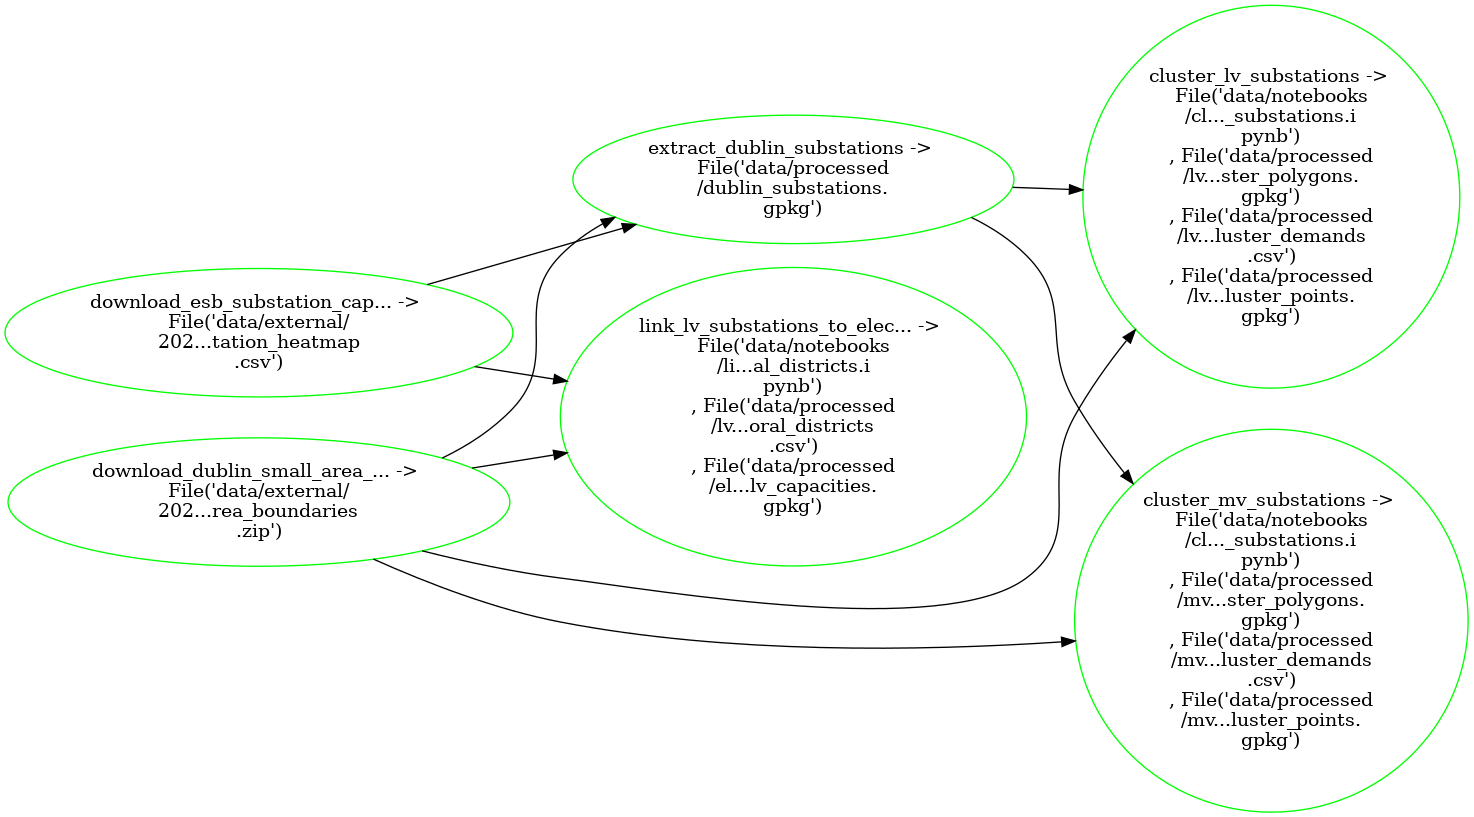 download_esb_substation_cap... ->
File('data/external/
202...tation_heatmap
.csv')
download_dublin_small_area_... ->
File('data/external/
202...rea_boundaries
.zip')
extract_dublin_substations ->
File('data/processed
/dublin_substations.
gpkg')
link_lv_substations_to_elec... ->
File('data/notebooks
/li...al_districts.i
pynb')
, File('data/processed
/lv...oral_districts
.csv')
, File('data/processed
/el...lv_capacities.
gpkg')
cluster_lv_substations ->
File('data/notebooks
/cl..._substations.i
pynb')
, File('data/processed
/lv...ster_polygons.
gpkg')
, File('data/processed
/lv...luster_demands
.csv')
, File('data/processed
/lv...luster_points.
gpkg')
cluster_mv_substations ->
File('data/notebooks
/cl..._substations.i
pynb')
, File('data/processed
/mv...ster_polygons.
gpkg')
, File('data/processed
/mv...luster_demands
.csv')
, File('data/processed
/mv...luster_points.
gpkg')